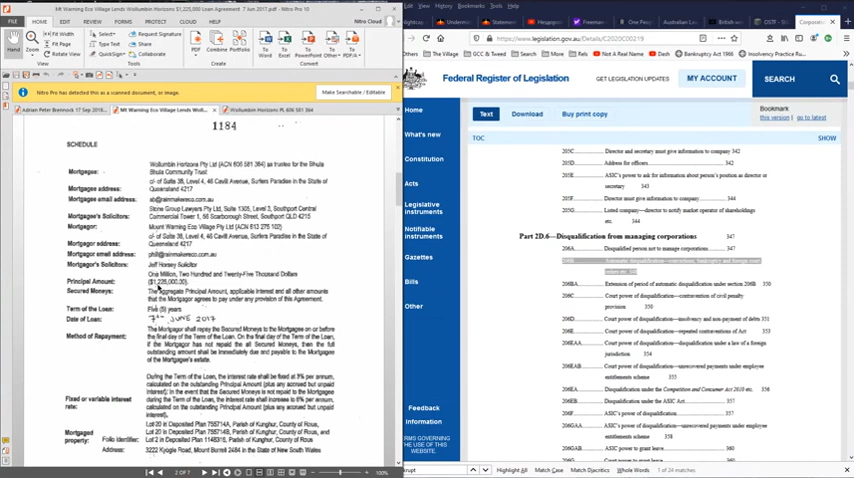 Mt Warning Eco Village Lends Wollumbin Horizons $1,225,000 Loan Agreement 7 Jun 2017.pdf - Nitro Pro 10
FILE HOME EDIT REVIEW FORMS PROTECT CLOUD HELP
Nitro Cloud
Hand Zoom
Fit Width
Fit Page
Rotate View
Select
Type Text
Share
Request Signature
QuickSign
PDF Combine Portfolio
To Word
To Excel
To Other
Nitro Pro has detected this as a scanned document, or image.
Make Searchable / Editable
Adrian Peter Brennock 17 Sep 2018...
Mt Warning Eco Village Lends Woll...
Wollumbin Horizons PL 606 581 364
1184
SCHEDULE
Mortgagee:
Wollumbin Horizons Pty Ltd (ACN 606 581 364) as trustee for the Bhula
Bhula Community Trust
Mortgagee address:
c/- of Suite 38, Level 4, 46 Cavill Avenue, Surfers Paradise in the State of
Queensland 4217
Mortgagee email address:
ab@rainmakereco.com.au
Mortgagee's Solicitors:
Stone Group Lawyers Pty Ltd, Suite 1305, Level 3, Southport Central
Commercial Tower 1, 56 Scarborough Street, Southport QLD 4215
Mortgagor:
Mount Warning Eco Village Pty Ltd (ACN 613 275 102)
Mortgagor address:
c/- of Suite 38, Level 4, 46 Cavill Avenue, Surfers Paradise in the State of
Queensland 4217
Mortgagor email address:
phil@rainmakereco.com.au
Mortgagor's Solicitors:
Jeff Horsey Solicitor
Principal Amount:
One Million, Two Hundred and Twenty-Five Thousand Dollars
($1,225,000.00).
Secured Moneys:
The aggregate Principal Amount, applicable interest and all other amounts
that the Mortgagor agrees to pay under any provision of this Agreement.
Term of the Loan:
Five (5) years
Date of Loan:
7TH JUNE 2017
Method of Repayment:
The Mortgagor shall repay the Secured Moneys to the Mortgagee on or before
the final day of the Term of the Loan. On the final day of the Term of the Loan,
if the Mortgagor has not repaid the all Secured Moneys, then the full
outstanding amount shall be immediately due and payable to the Mortgagee
of the Mortgagee's estate.
Fixed or variable interest
rate:
During the Term of the Loan, the interest rate shall be fixed at 3% per annum,
calculated on the outstanding Principal Amount (plus any accrued but unpaid
interest). In the event that the Secured Money is not repaid to the Mortgagee
during the Term of the Loan, the interest rate shall increase to 6% per annum,
calculated on the outstanding Principal Amount (plus any accrued but unpaid
interest).
Mortgaged
property:
Folio Identifier:
Lot 20 in Deposited Plan 755714A, Parish of Kunghur, County of Rous,
Lot 20 in Deposited Plan 755714B, Parish of Kunghur, County of Rous, and
Lot 2 in Deposited Plan 1148316, Parish of Kunghur, County of Rous
Address:
3222 Kyogle Road, Mount Burrell 2484 in the State of New South Wales
2 OF 7
100%
File Edit View History Bookmarks Tools Help
https://www.legislation.gov.au/Details/C2020C00219
Federal Register of Legislation
GET LEGISLATION UPDATES
MY ACCOUNT
SEARCH
Home
What's new
Constitution
Acts
Legislative
instruments
Notifiable
instruments
Gazettes
Bills
Other
Feedback
Information
Text Download Buy print copy
Bookmark
this version | go to latest
TOC SHOW
205C Director and secretary must give information to company 342
205D Address for officers 342
205E ASIC's power to ask for information about person's position as director or
secretary 343
205F Director must give information to company 344
205G Listed company—director to notify market operator of shareholdings
etc. 344
Part 2D.6—Disqualification from managing corporations 347
206A Disqualified person not to manage corporations 347
206B Automatic disqualification—convictions, bankruptcy and foreign court
orders etc.
206BA Extension of period of automatic disqualification under section 206B 350
206C Court power of disqualification—contravention of civil penalty
provision 350
206D Court power of disqualification—insolvency and non-payment of debts 351
206E Court power of disqualification—repeated contraventions of Act 353
206EAA Court power of disqualification—disqualification under a law of a foreign
jurisdiction 354
206EAB Court power of disqualification—unrecovered payments under employee
entitlements scheme 355
206EA Disqualification under the Competition and Consumer Act 2010 etc. 356
206EB Disqualification under the ASIC Act 357
206F ASIC's power of disqualification 357
206GAA ASIC's power of disqualification—unrecovered payments under employee
entitlements scheme 358
206G Court power to grant leave
206GAB ASIC power to grant leave 360
Highlight All Match Case Match Diacritics Whole Words 1 of 24 matches